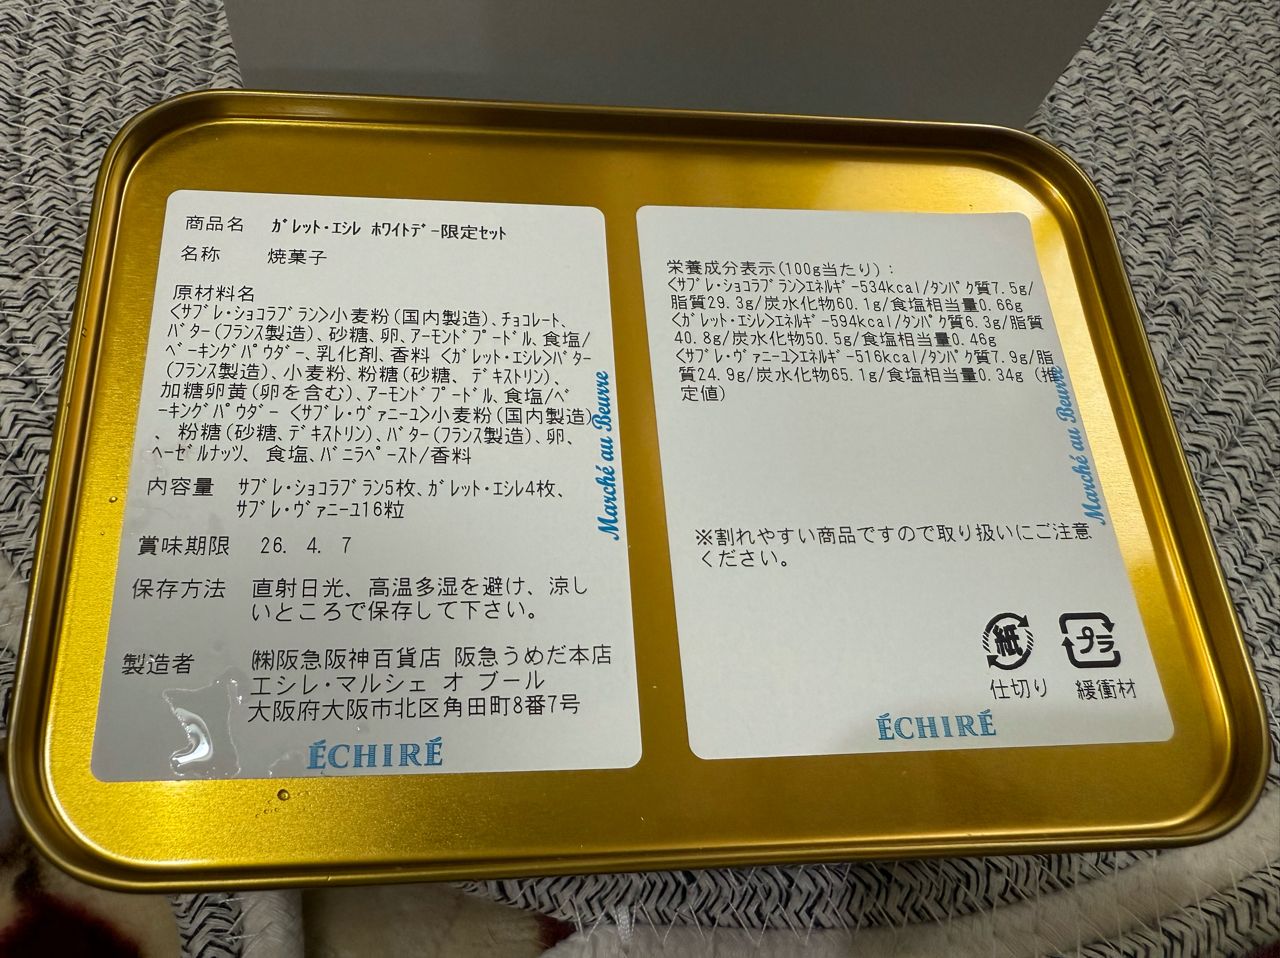 商品名 ガレット・エシレ ホワイトデー限定セット
名称 焼菓子
原材料名
<サブレ・ショコラブラン>小麦粉(国内製造)、チョコレート、
バター(フランス製造)、砂糖、卵、アーモンドプードル、食塩/
ベーキングパウダー、乳化剤、香料 <ガレット・エシレ>バター
(フランス製造)、小麦粉、粉糖(砂糖、デキストリン)、
加糖卵黄(卵を含む)、アーモンドプードル、食塩/ベ
ーキングパウダー <サブレ・ヴァニーユ>小麦粉(国内製造)
、粉糖(砂糖、デキストリン)、バター(フランス製造)、卵、
ヘーゼルナッツ、食塩、バニラペースト/香料
内容量 サブレ・ショコラブラン5枚、ガレット・エシレ4枚、
サブレ・ヴァニーユ16粒
賞味期限 26. 4. 7
保存方法 直射日光、高温多湿を避け、涼し
いところで保存して下さい。
製造者 ㈱阪急阪神百貨店 阪急うめだ本店
エシレ・マルシェ オ ブール
大阪府大阪市北区角田町8番7号
ÉCHIRÉ
Marché au Beurre
栄養成分表示(100g当たり):
<サブレ・ショコラブラン>エネルギー534kcal/タンパク質7.5g/
脂質29.3g/炭水化物60.1g/食塩相当量0.66g
<ガレット・エシレ>エネルギー594kcal/タンパク質6.3g/脂質
40.8g/炭水化物50.5g/食塩相当量0.46g
<サブレ・ヴァニーユ>エネルギー516kcal/タンパク質7.9g/脂
質24.9g/炭水化物65.1g/食塩相当量0.34g (推
定値)
※割れやすい商品ですので取り扱いにご注意
ください。
紙 プラ
仕切り 緩衝材
ÉCHIRÉ
Marché au Beurre